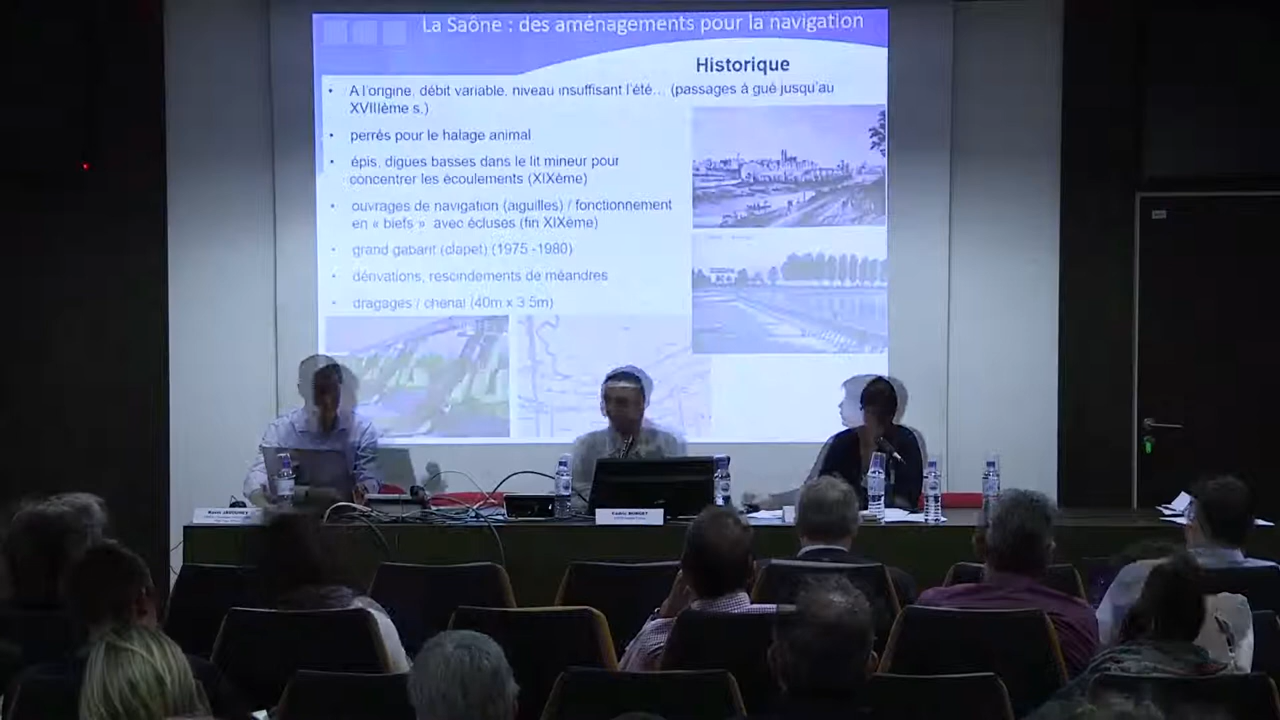 La Saône : des aménagements pour la navigation
Historique
• A l'origine, débit variable, niveau insuffisant l'été... (passages à gué jusqu'au
XVIIIème s.)
• perrés pour le halage animal
• épis, digues basses dans le lit mineur pour
concentrer les écoulements (XIXème)
• ouvrages de navigation (aiguilles) / fonctionnement
en « biefs » avec écluses (fin XIXème)
• grand gabarit (clapet) (1975 -1980)
• dérivations, rescindements de méandres
• dragages / chenal (40m x 3.5m)